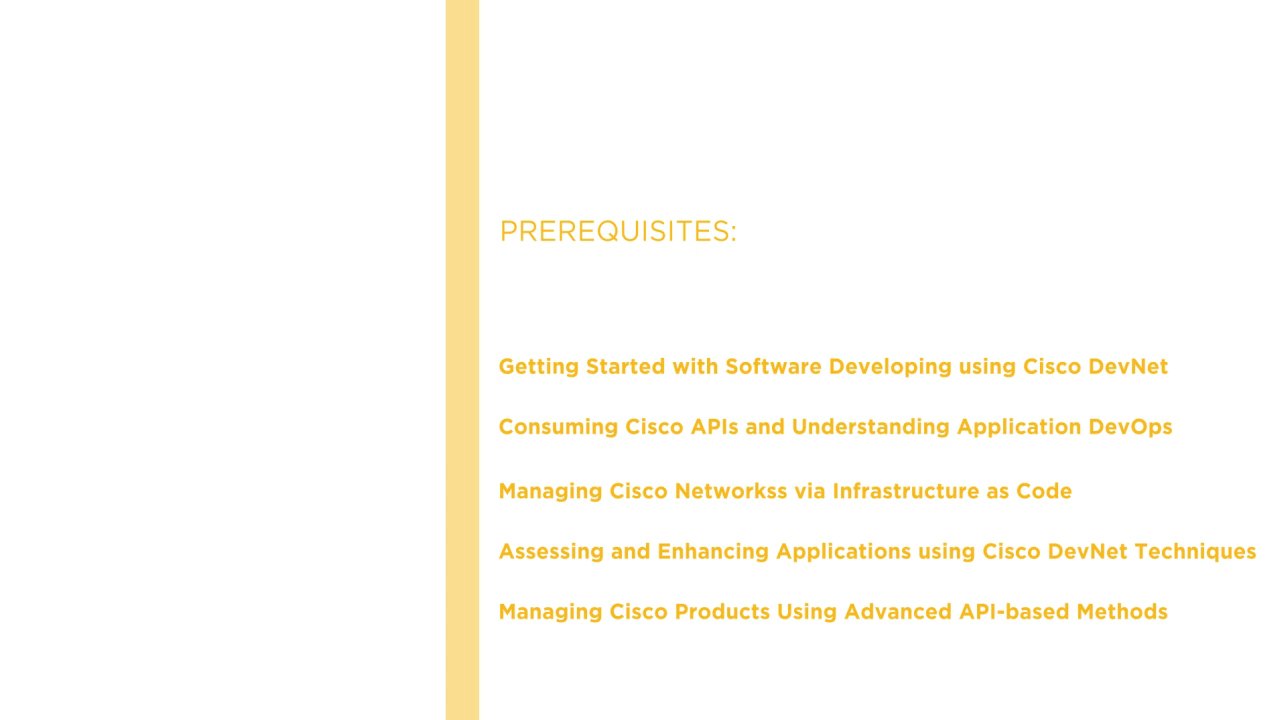 PREREQUISITES:
Getting Started with Software Developing using Cisco DevNet
Consuming Cisco APIs and Understanding Application DevOps
Managing Cisco Networkss via Infrastructure as Code
Assessing and Enhancing Applications using Cisco DevNet Techniques
Managing Cisco Products Using Advanced API-based Methods